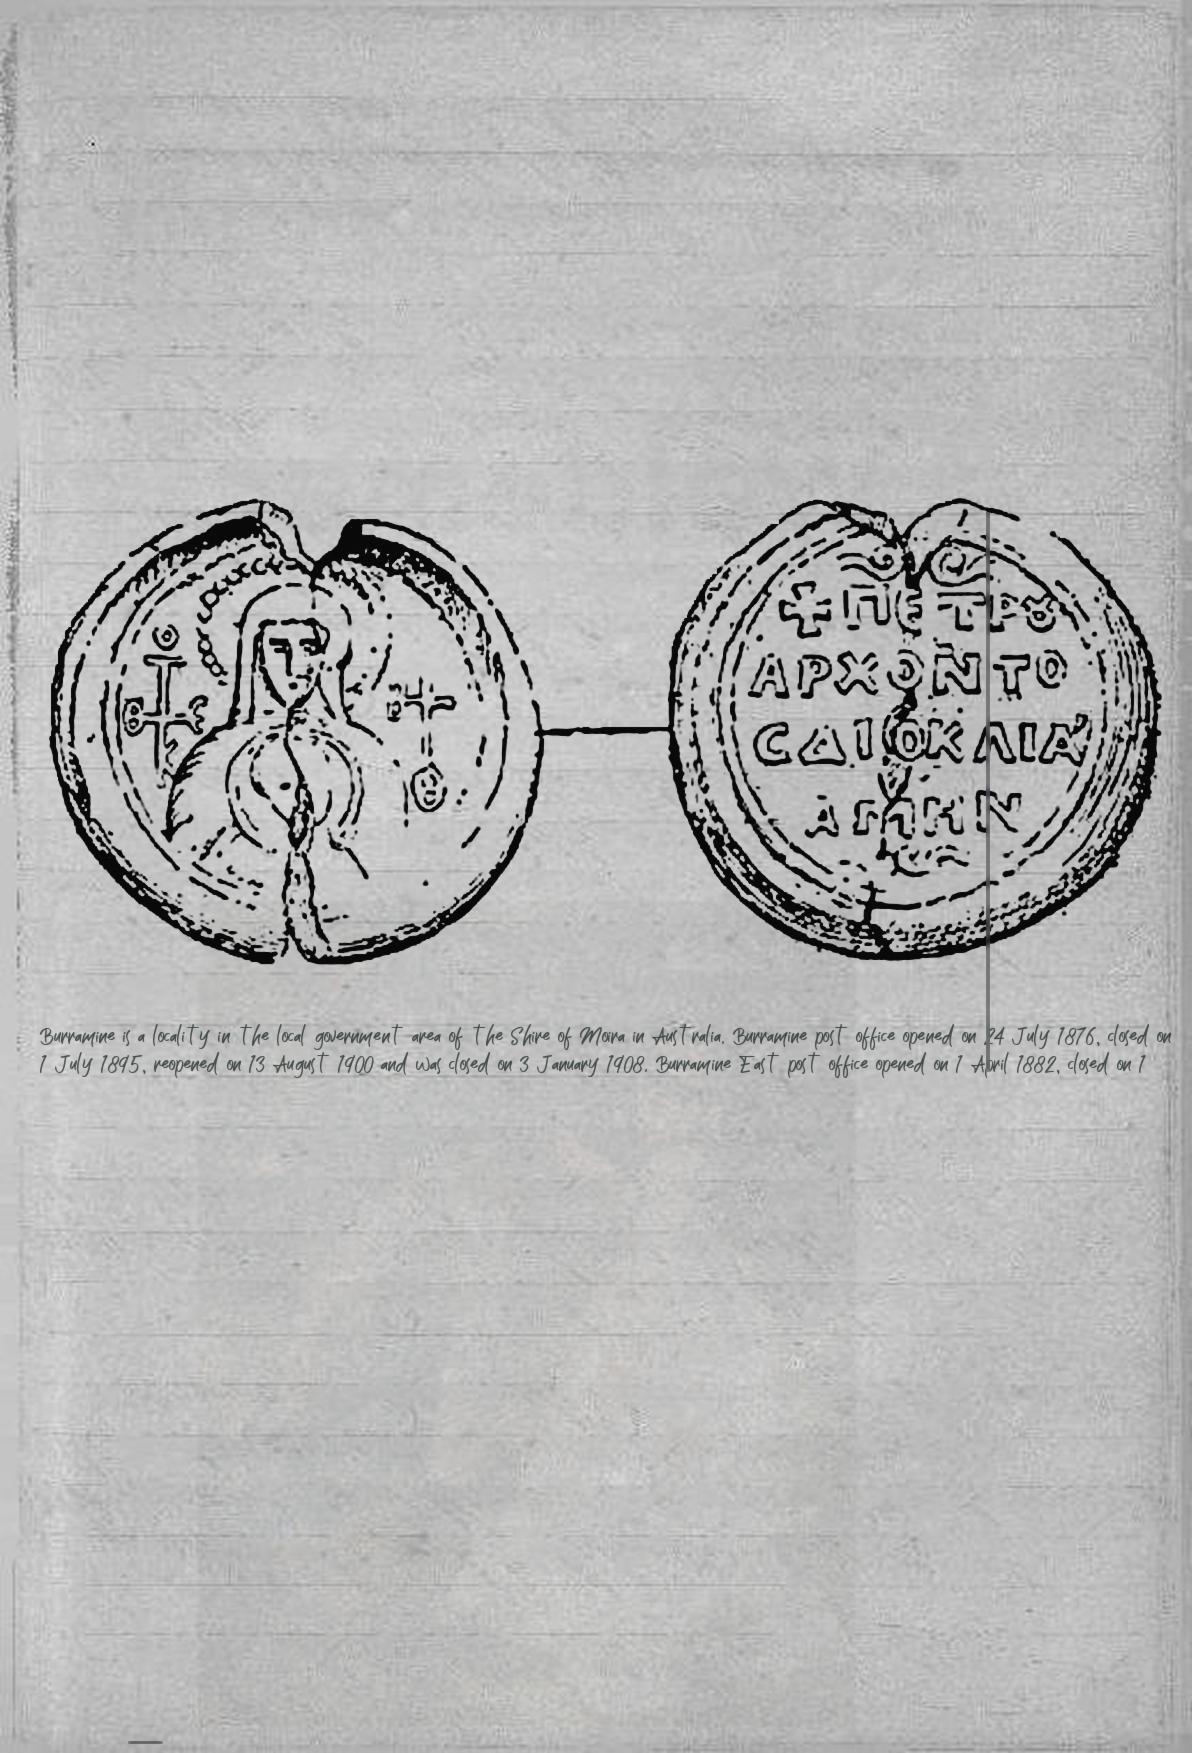 ✢ΠΕΤΡȣ
ΑΡΧΟΝΤΟ
CΔΙΟΚΛΙΑ
ΑΜΗΝ
Burramine is a locality in the local government area of the Shire of Moira in Australia. Burramine post office opened on 24 July 1876, closed on
1 July 1895, reopened on 13 August 1900 and was closed on 3 January 1908. Burramine East post office opened on 1 April 1882, closed on 1